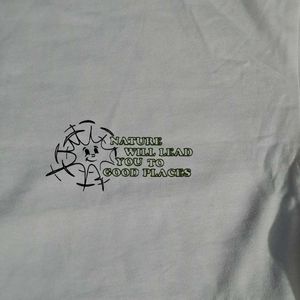 NATURE
WILL LEAD
YOU TO
GOOD PLACES